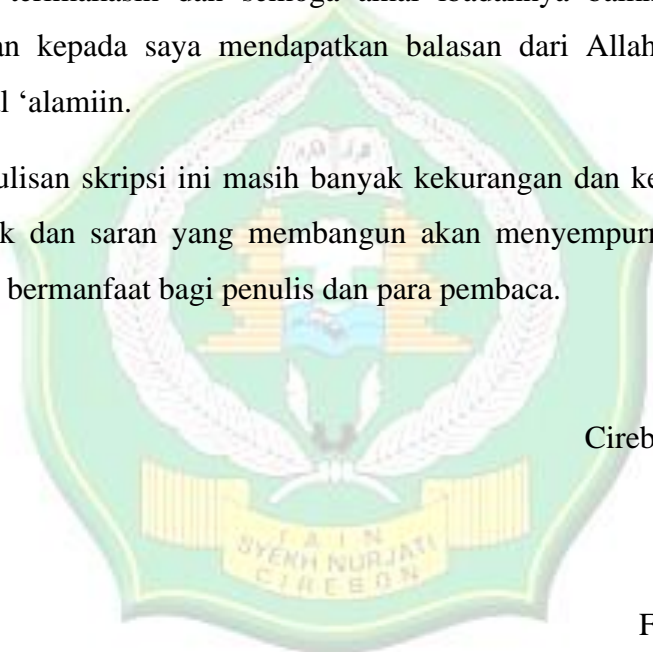 terimakasih dan semoga amal ibadahnya
an kepada saya mendapatkan balasan dari Allah
l ‘alamiin.
ulisan skripsi ini masih banyak kekurangan dan ke
k dan saran yang membangun akan menyempurn
bermanfaat bagi penulis dan para pembaca.
Cireb
IAIN
SYEKH NURJATI
CIREBON
F